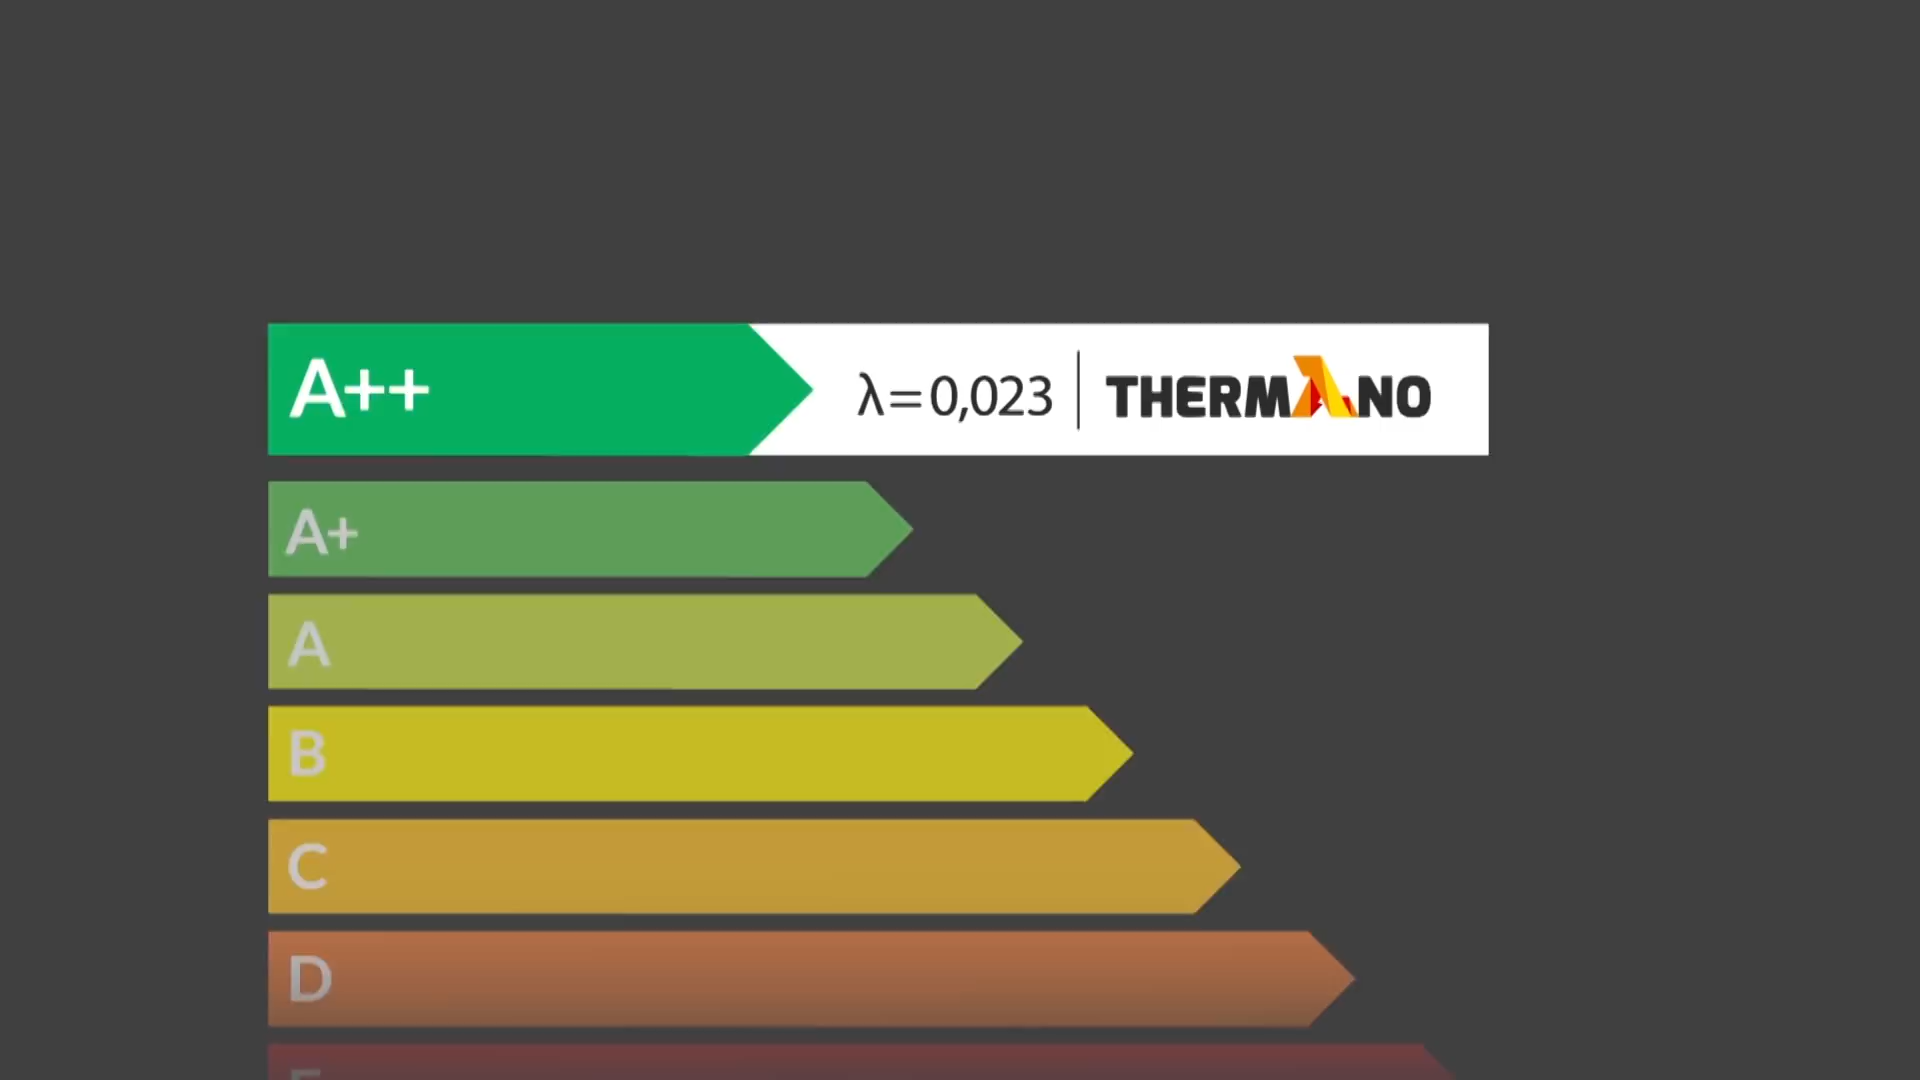 A++ λ=0,023 THERMANO
A+
A
B
C
D